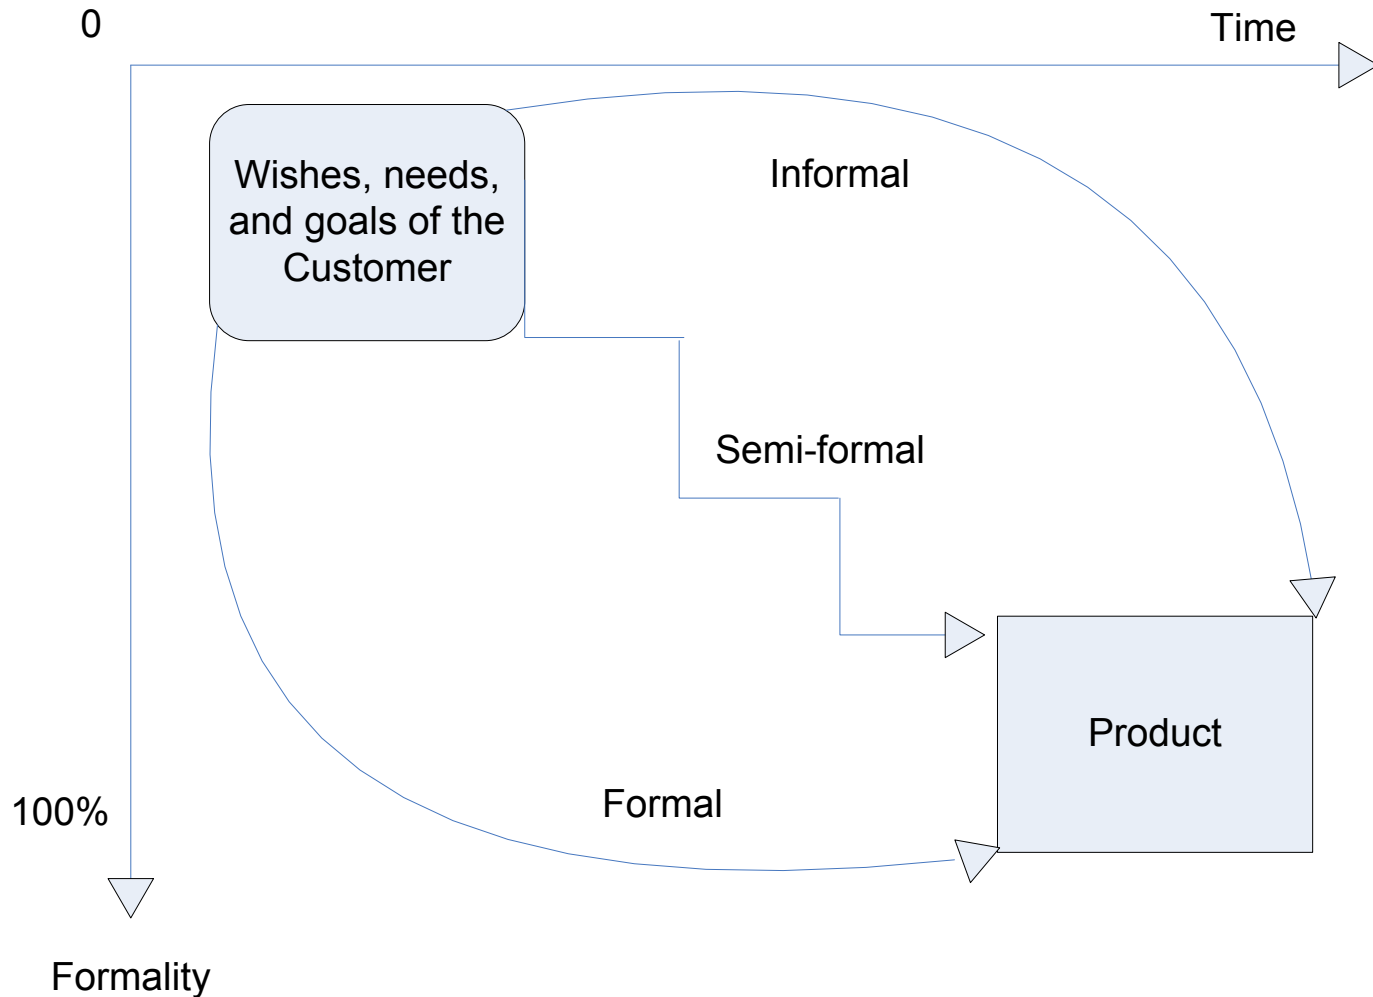 0
Time
Wishes, needs,
and goals of the
Customer
Informal
Semi-formal
Product
Formal
100%
Formality